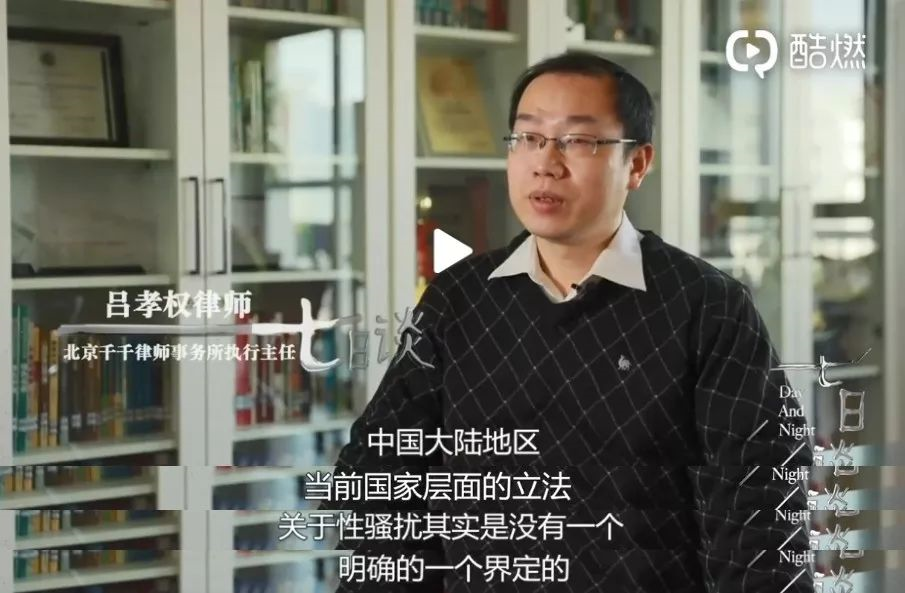 酷燃
吕孝权律师
北京千千律师事务所执行主任
七日谈
七日谈
Day
And
Night
Night
Night
Night
中国大陆地区
当前国家层面的立法
关于性骚扰其实是没有一个
明确的一个界定的